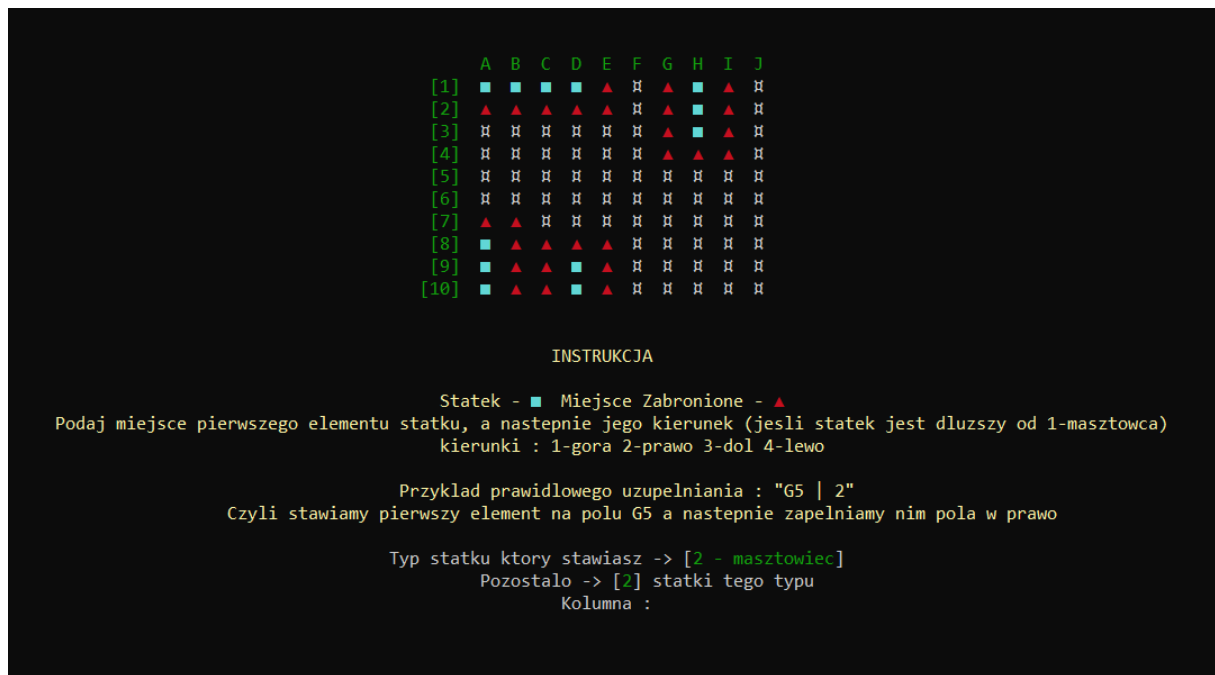 A B C D E F G H I J
[1] ■ ■ ■ ■ ▲ ¤ ▲ ■ ▲ ¤
[2] ▲ ▲ ▲ ▲ ▲ ¤ ▲ ■ ▲ ¤
[3] ¤ ¤ ¤ ¤ ¤ ¤ ▲ ■ ▲ ¤
[4] ¤ ¤ ¤ ¤ ¤ ¤ ▲ ▲ ▲ ¤
[5] ¤ ¤ ¤ ¤ ¤ ¤ ¤ ¤ ¤ ¤
[6] ¤ ¤ ¤ ¤ ¤ ¤ ¤ ¤ ¤ ¤
[7] ▲ ▲ ¤ ¤ ¤ ¤ ¤ ¤ ¤ ¤
[8] ■ ▲ ▲ ▲ ▲ ¤ ¤ ¤ ¤ ¤
[9] ■ ▲ ▲ ■ ▲ ¤ ¤ ¤ ¤ ¤
[10] ■ ▲ ▲ ■ ▲ ¤ ¤ ¤ ¤ ¤
INSTRUKCJA
Statek - ■ Miejsce Zabronione - ▲
Podaj miejsce pierwszego elementu statku, a nastepnie jego kierunek (jesli statek jest dluzszy od 1-masztowca)
kierunki : 1-gora 2-prawo 3-dol 4-lewo
Przyklad prawidlowego uzupelniania : "G5 | 2"
Czyli stawiamy pierwszy element na polu G5 a nastepnie zapelniamy nim pola w prawo
Typ statku ktory stawiasz -> [2 - masztowiec]
Pozostalo -> [2] statki tego typu
Kolumna :